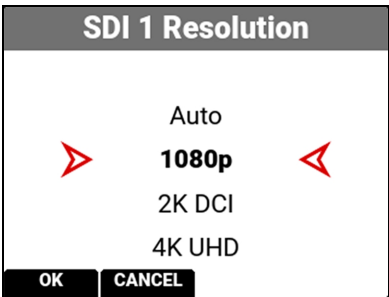 SDI 1 Resolution
Auto
1080p
2K DCI
4K UHD
OK CANCEL